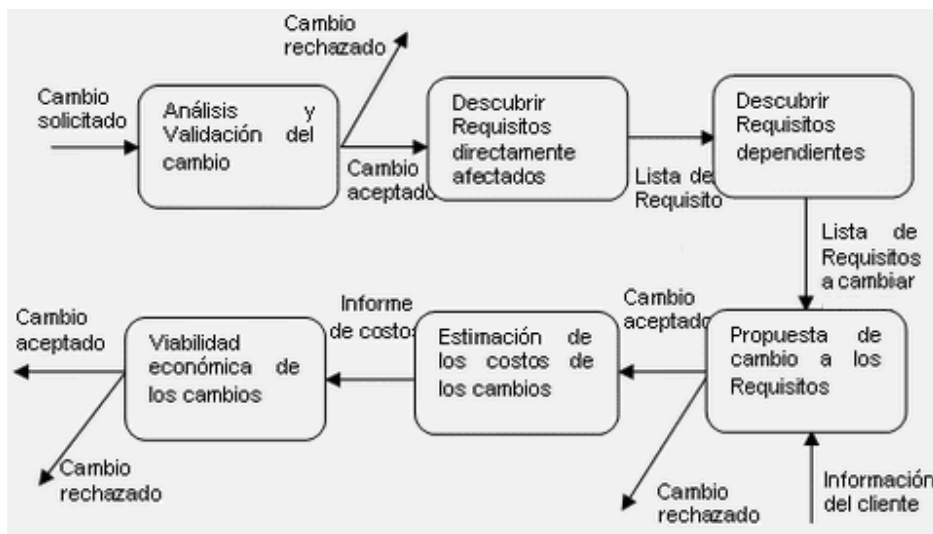 Cambio
rechazado
Cambio
solicitado
Análisis y
Validación del
cambio
Cambio
aceptado
Descubrir
Requisitos
directamente
afectados
Lista de
Requisito
Descubrir
Requisitos
dependientes
Lista de
Requisitos
a cambiar
Propuesta de
cambio a los
Requisitos
Información
del cliente
Cambio
rechazado
Cambio
aceptado
Estimación de
los costos de
los cambios
Informe
de costos
Viabilidad
económica de
los cambios
Cambio
aceptado
Cambio
rechazado